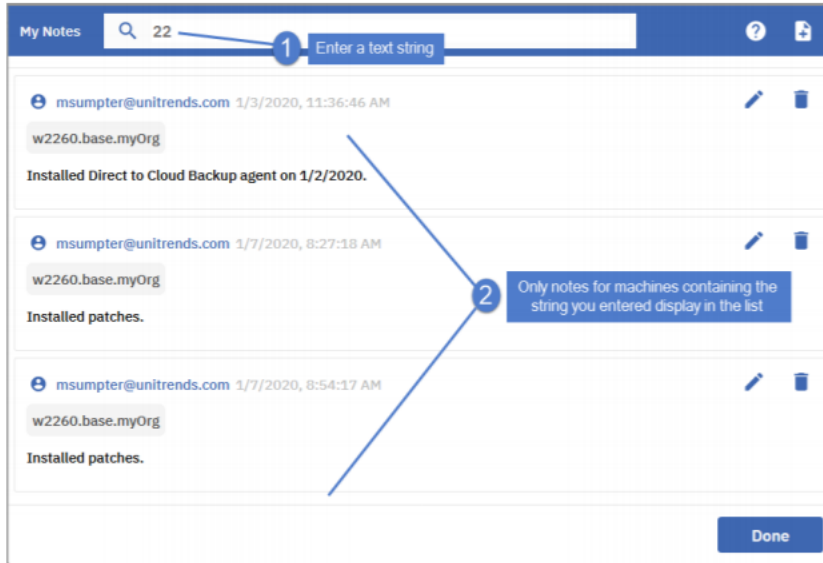 My Notes 22
1 Enter a text string
msumpter@unitrends.com 1/3/2020, 11:36:46 AM
w2260.base.myOrg
Installed Direct to Cloud Backup agent on 1/2/2020.
msumpter@unitrends.com 1/7/2020, 8:27:18 AM
w2260.base.myOrg
Installed patches.
2 Only notes for machines containing the
string you entered display in the list
msumpter@unitrends.com 1/7/2020, 8:54:17 AM
w2260.base.myOrg
Installed patches.
Done